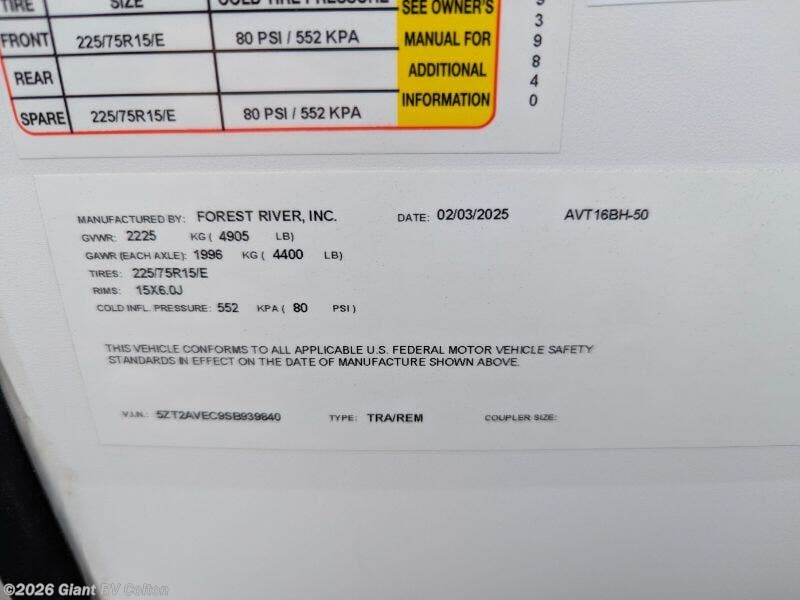 TIRE SIZE COLD TIRE PRESSURE SEE OWNER'S
FRONT 225/75R15/E 80 PSI / 552 KPA MANUAL FOR
REAR ADDITIONAL
SPARE 225/75R15/E 80 PSI / 552 KPA INFORMATION
9
3
9
8
4
0
MANUFACTURED BY: FOREST RIVER, INC. DATE: 02/03/2025 AVT16BH-50
GVWR: 2225 KG ( 4905 LB)
GAWR (EACH AXLE): 1996 KG ( 4400 LB)
TIRES: 225/75R15/E
RIMS: 15X6.0J
COLD INFL. PRESSURE: 552 KPA ( 80 PSI )
THIS VEHICLE CONFORMS TO ALL APPLICABLE U.S. FEDERAL MOTOR VEHICLE SAFETY
STANDARDS IN EFFECT ON THE DATE OF MANUFACTURE SHOWN ABOVE.
V.I.N.: 5ZT2AVEC9SB939840 TYPE: TRA/REM COUPLER SIZE:
©2026 Giant RV Colton